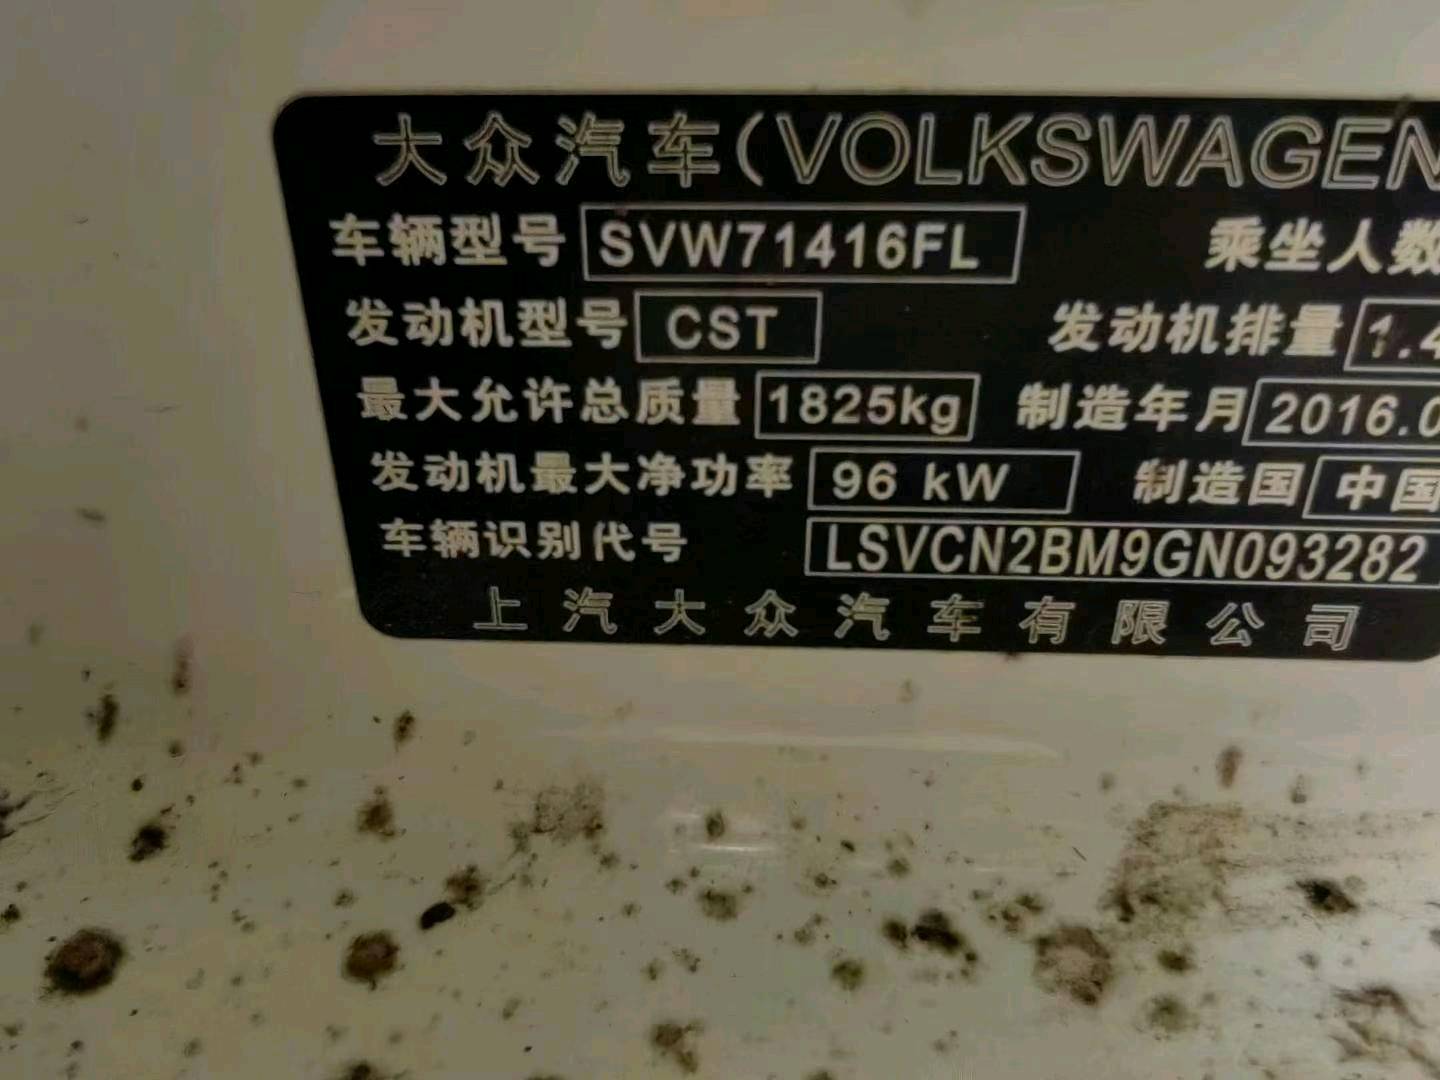 大众汽车(VOLKSWAGEN
车辆型号 SVW71416FL 乘坐人数
发动机型号 CST 发动机排量 1.4
最大允许总质量 1825kg 制造年月 2016.0
发动机最大净功率 96 kW 制造国 中国
车辆识别代号 LSVCN2BM9GN093282
上汽大众汽车有限公司